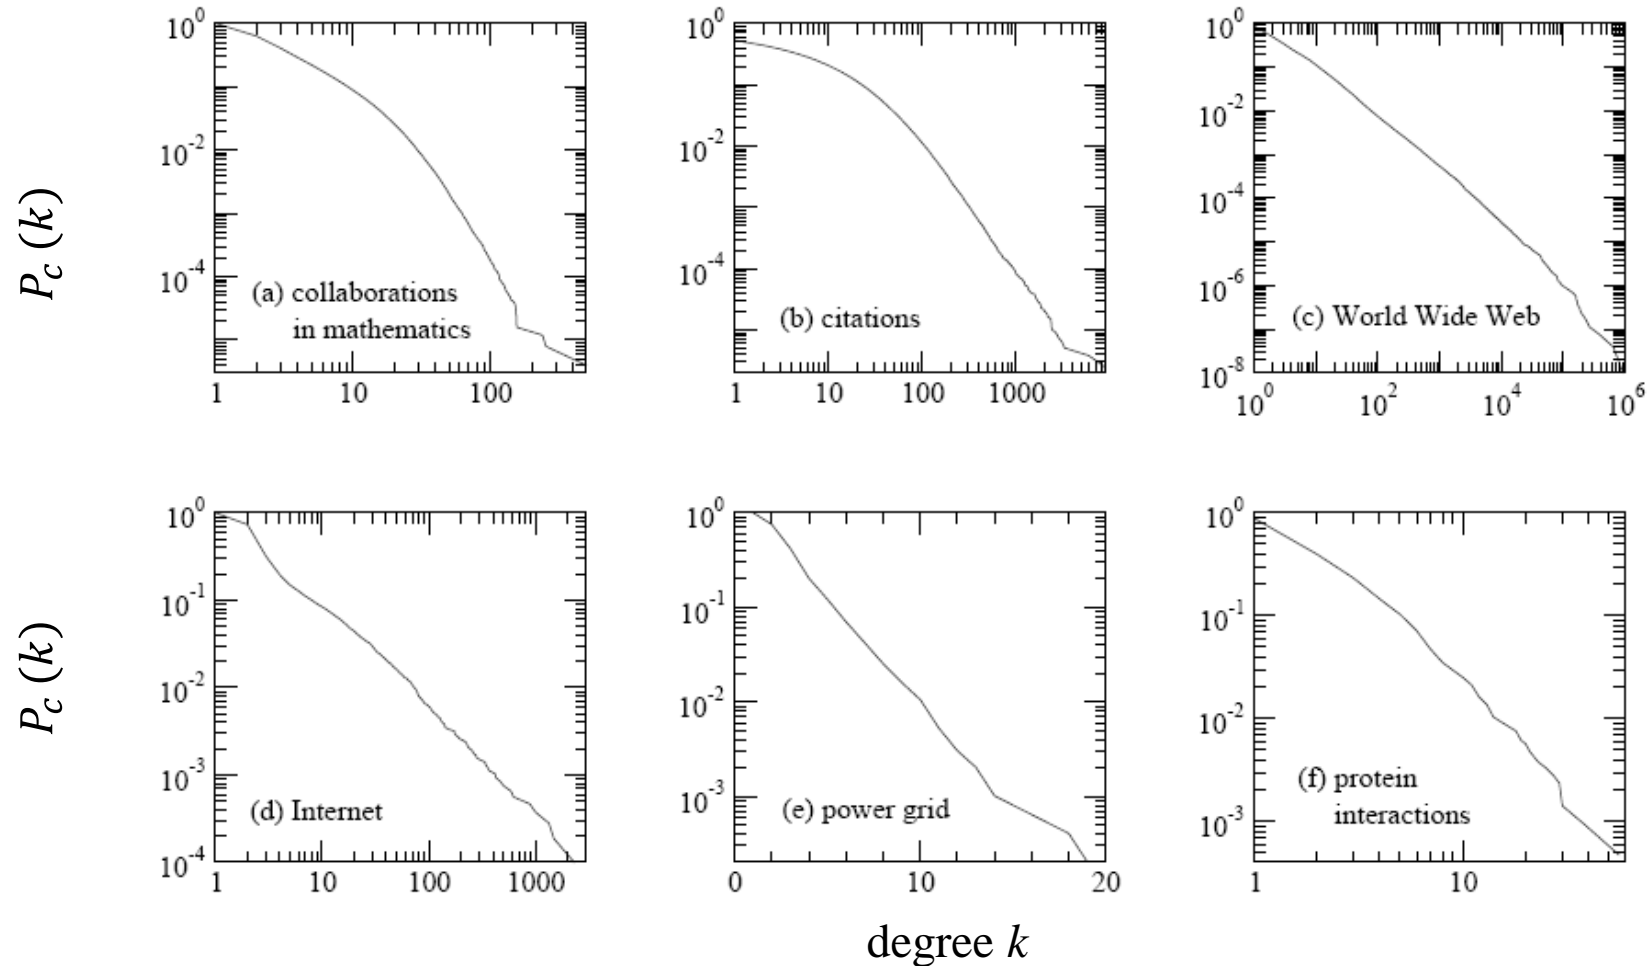 P_c (k)
10^0
10^-2
10^-4
1 10 100
(a) collaborations
in mathematics
10^0
10^-2
10^-4
1 10 100 1000
(b) citations
10^0
10^-2
10^-4
10^-6
10^-8
10^0 10^2 10^4 10^6
(c) World Wide Web
P_c (k)
10^0
10^-1
10^-2
10^-3
10^-4
1 10 100 1000
(d) Internet
10^0
10^-1
10^-2
10^-3
0 10 20
(e) power grid
10^0
10^-1
10^-2
10^-3
1 10
(f) protein
interactions
degree k